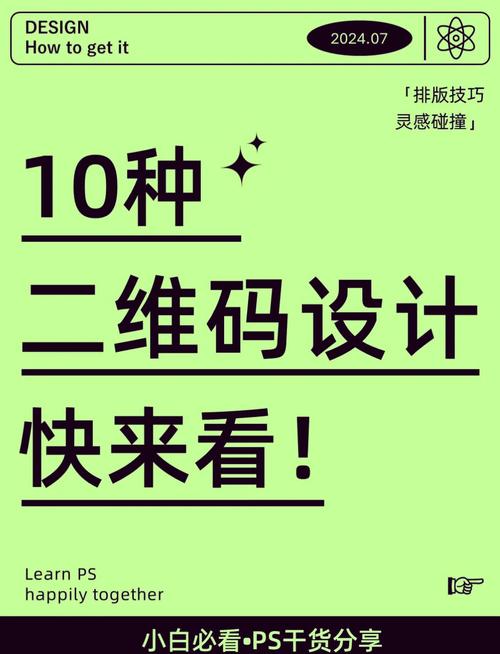 DESIGN
How to get it
2024.07
「排版技巧
灵感碰撞」
10种
二维码设计
快来看！
Learn PS
happily together
小白必看•PS干货分享